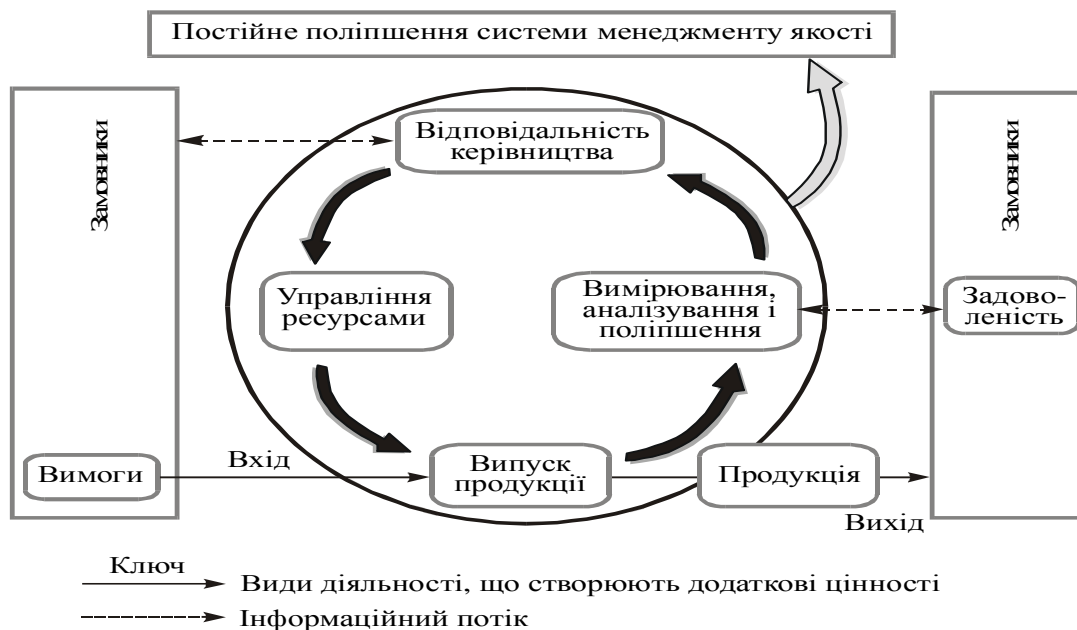 Постійне поліпшення системи менеджменту якості
Замовники
Відповідальність
керівництва
Замовники
Управління
ресурсами
Вимірювання,
аналізування і
поліпшення
Задово-
леність
Вимоги
Вхід
Випуск
продукції
Продукція
Вихід
Ключ
Види діяльності, що створюють додаткові цінності
Інформаційний потік